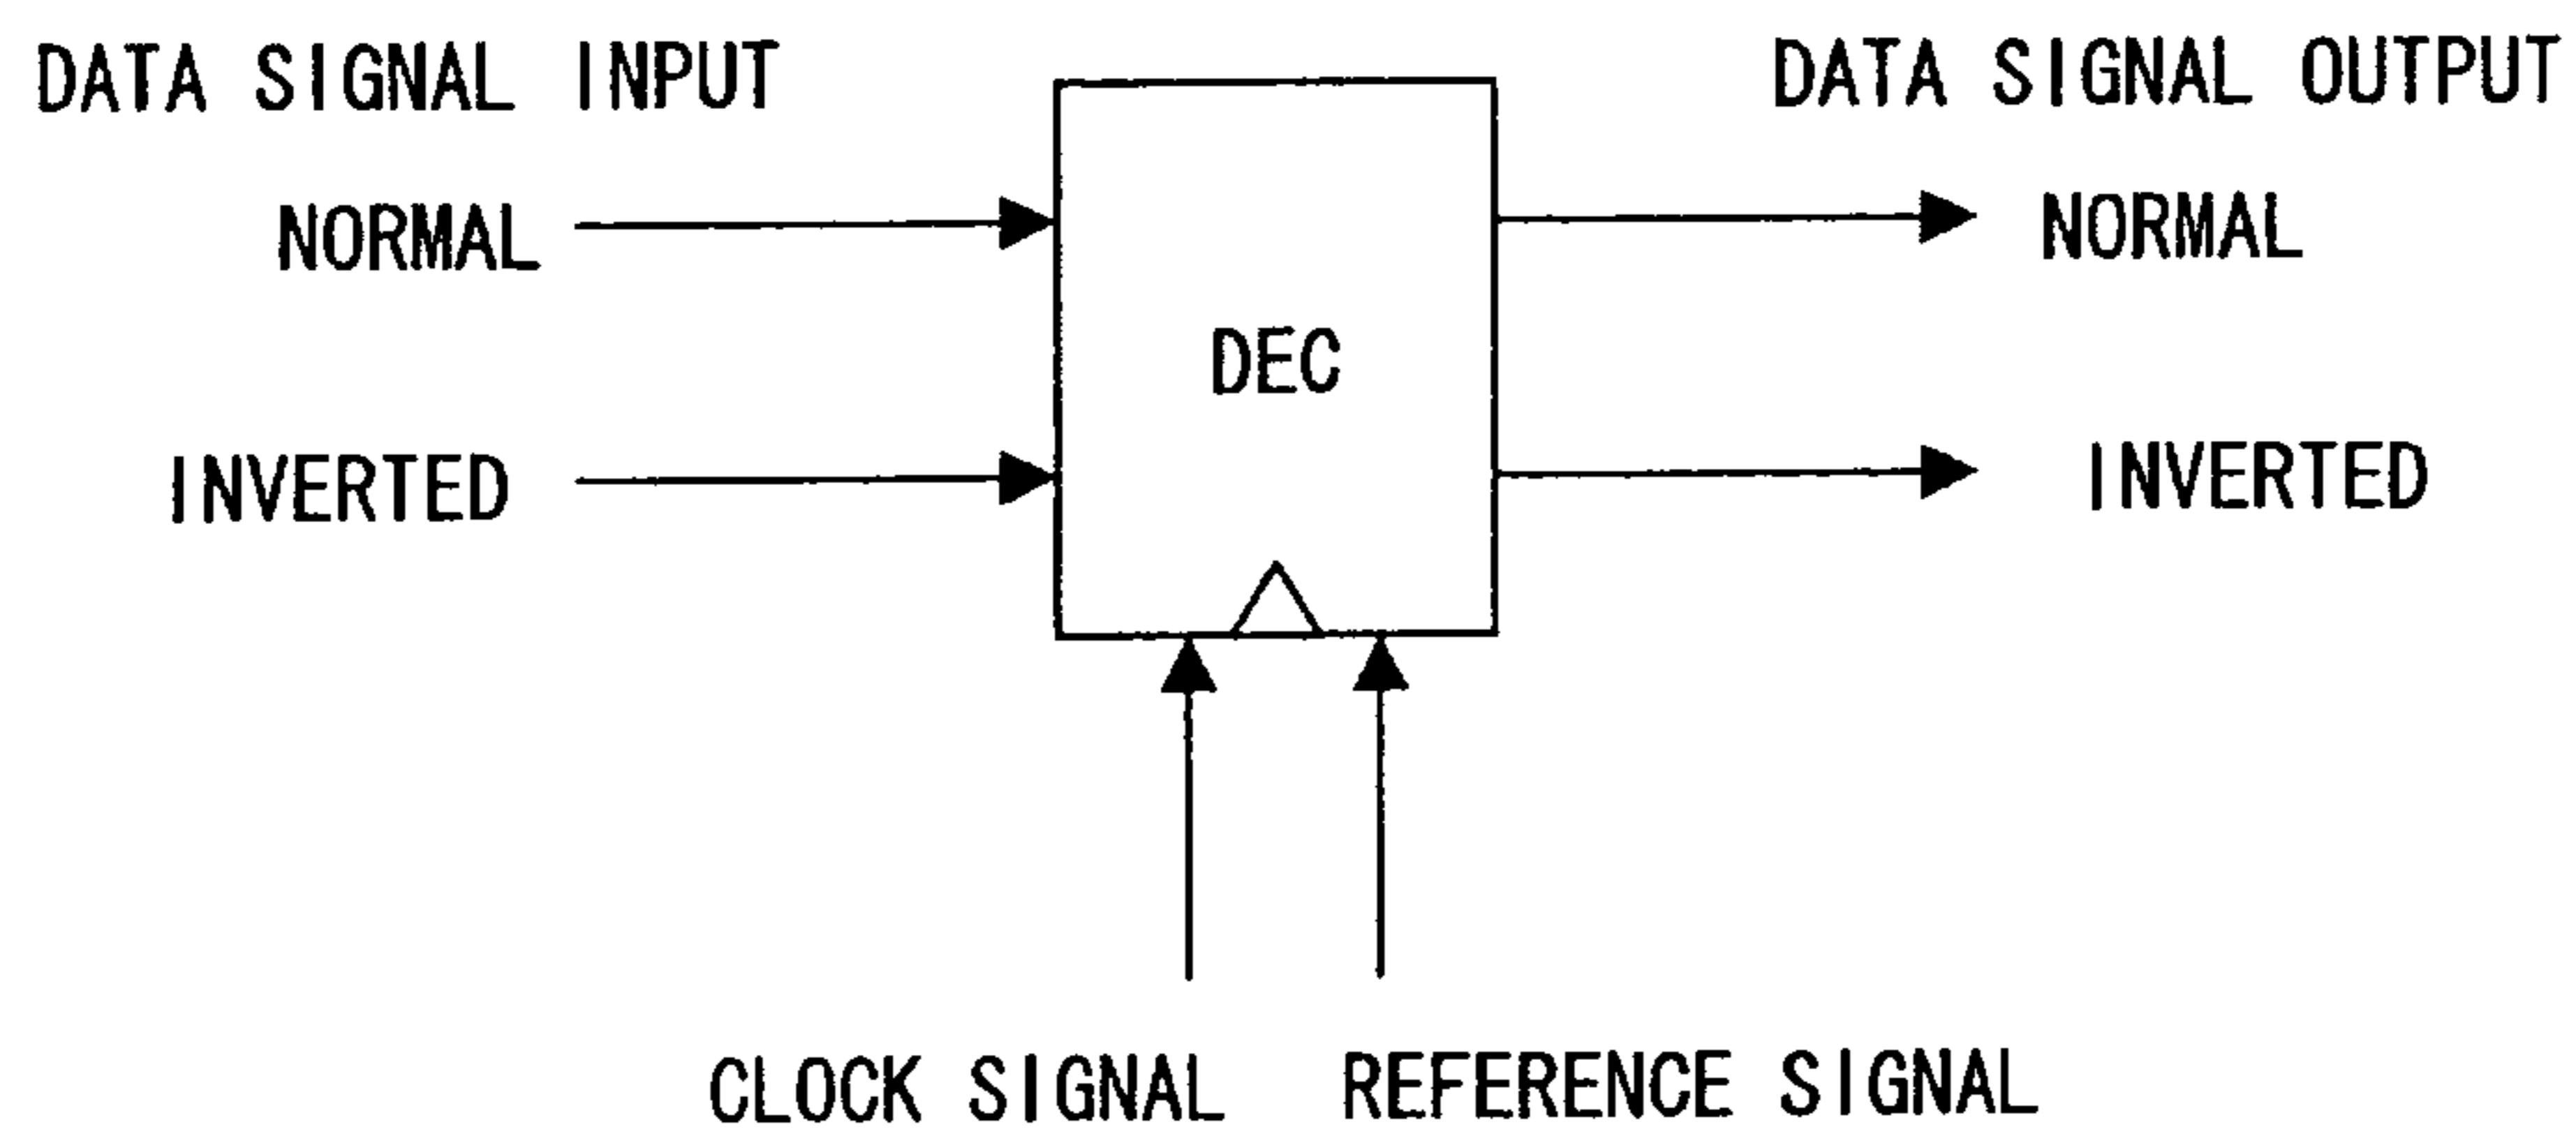 DATA SIGNAL INPUT
DATA SIGNAL OUTPUT
NORMAL
NORMAL
DEC
INVERTED
INVERTED
CLOCK SIGNAL
REFERENCE SIGNAL